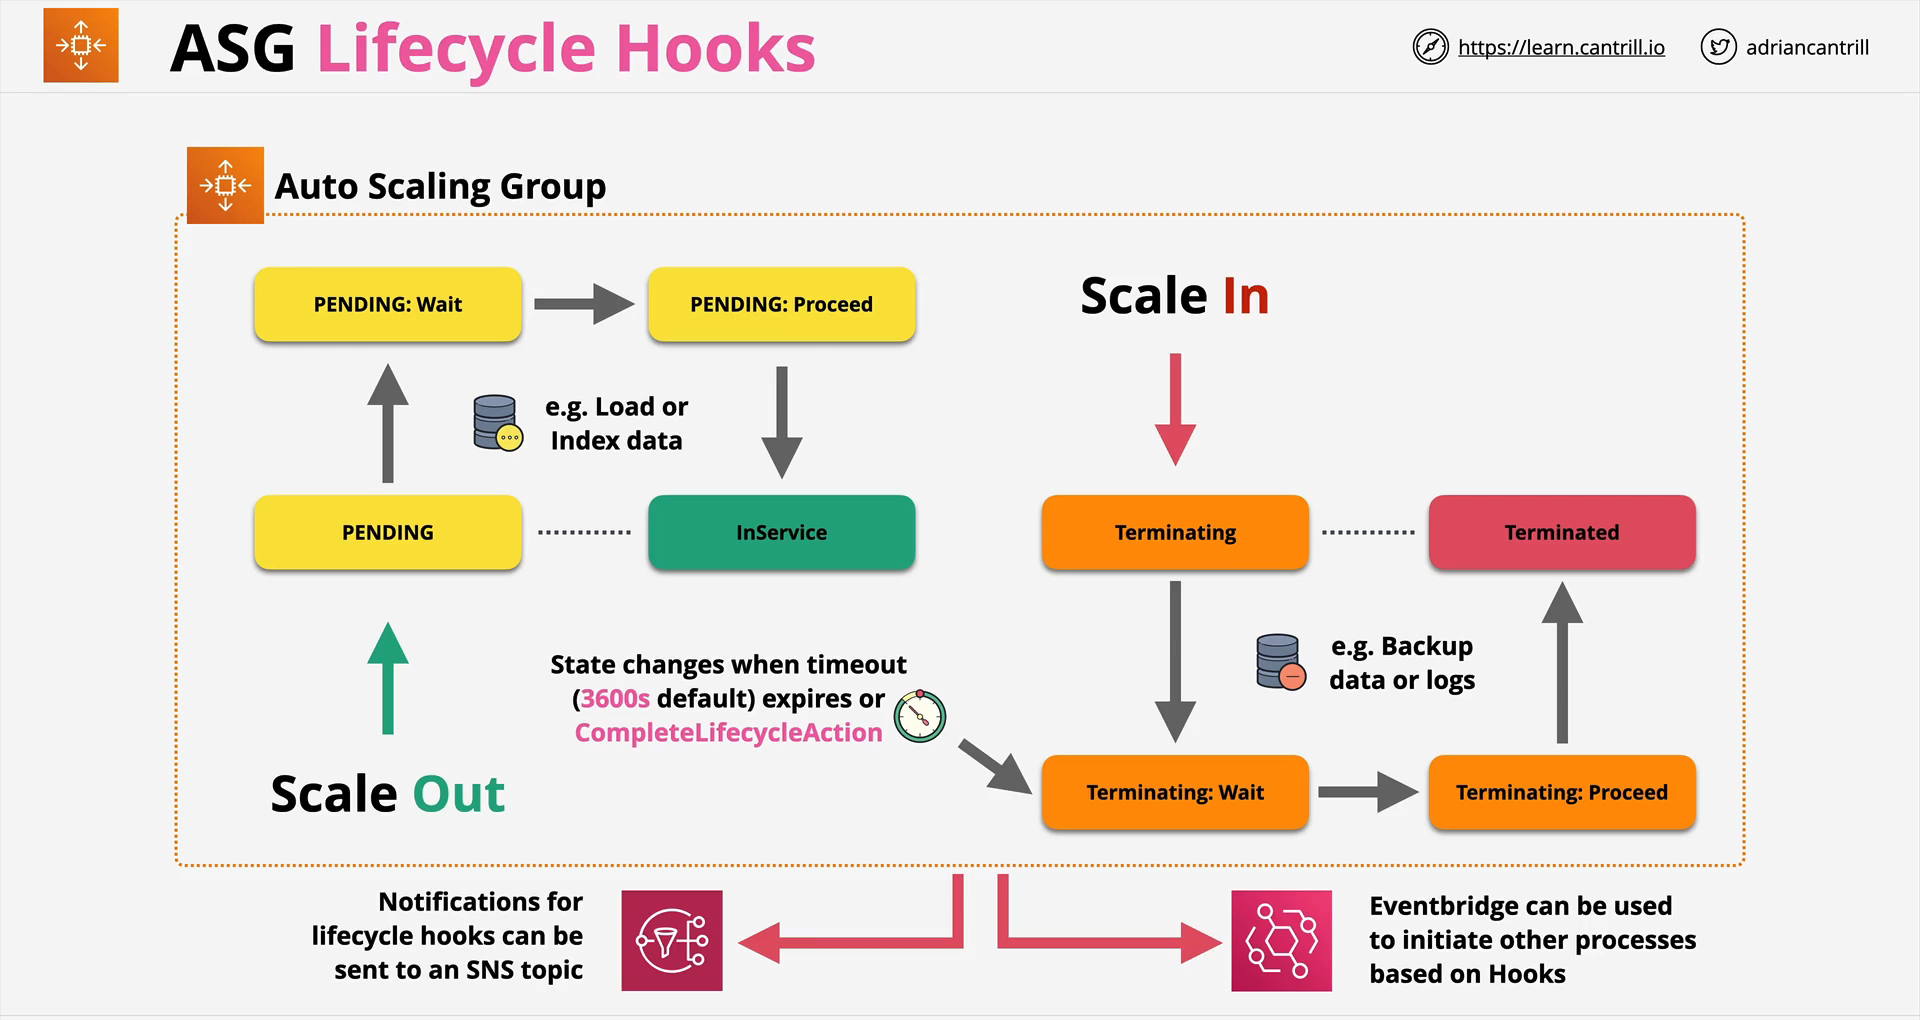 ASG Lifecycle Hooks
https://learn.cantrill.io
adriancantrill
Auto Scaling Group
PENDING: Wait
PENDING: Proceed
Scale In
e.g. Load or
Index data
PENDING
InService
Terminating
Terminated
State changes when timeout
(3600s default) expires or
CompleteLifecycleAction
e.g. Backup
data or logs
Scale Out
Terminating: Wait
Terminating: Proceed
Notifications for
lifecycle hooks can be
sent to an SNS topic
Eventbridge can be used
to initiate other processes
based on Hooks